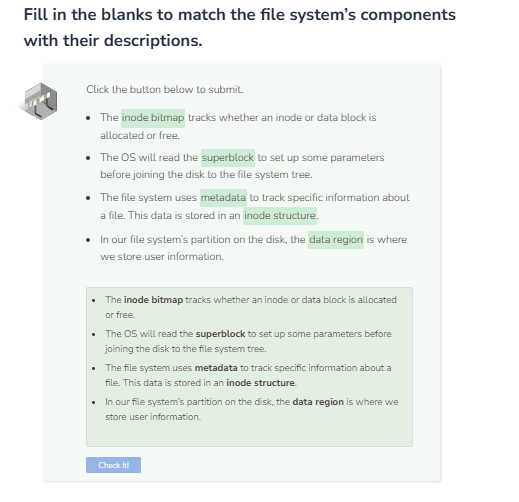 Fill in the blanks to match the file system's components
with their descriptions.
Click the button below to submit.
• The inode bitmap tracks whether an inode or data block is
allocated or free.
• The OS will read the superblock to set up some parameters
before joining the disk to the file system tree.
• The file system uses metadata to track specific information about
a file. This data is stored in an inode structure.
• In our file system's partition on the disk, the data region is where
we store user information.
• The inode bitmap tracks whether an inode or data block is allocated
or free.
• The OS will read the superblock to set up some parameters before
joining the disk to the file system tree.
• The file system uses metadata to track specific information about a
file. This data is stored in an inode structure.
• In our file system's partition on the disk, the data region is where we
store user information.
Check It!